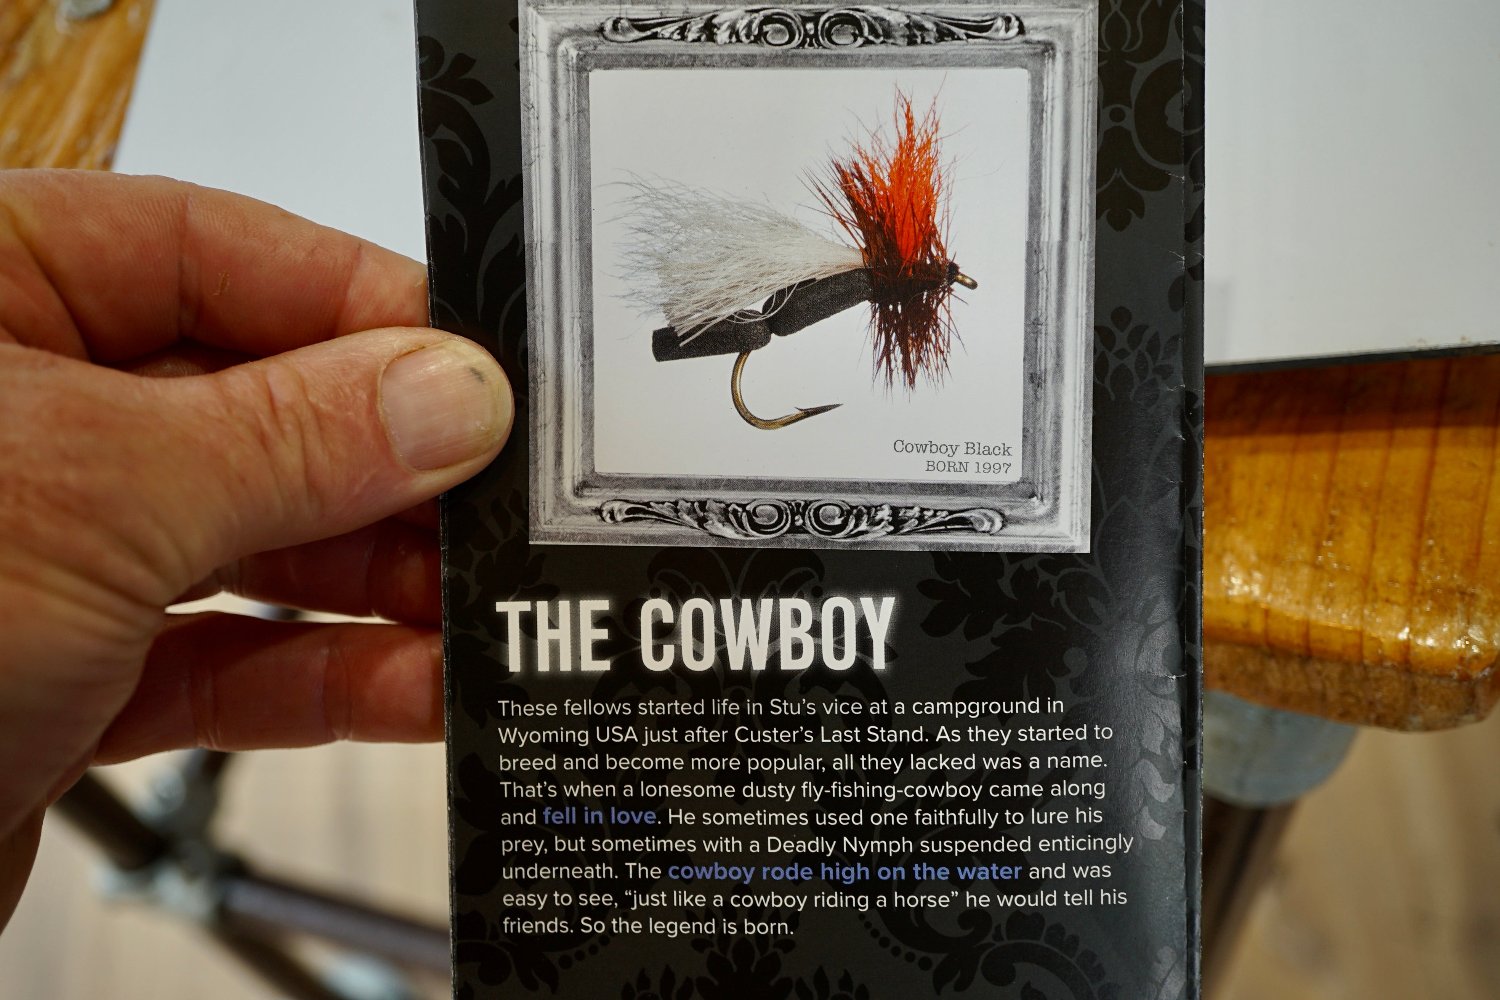 Cowboy Black
BORN 1997
THE COWBOY
These fellows started life in Stu's vice at a campground in
Wyoming USA just after Custer's Last Stand. As they started to
breed and become more popular, all they lacked was a name.
That's when a lonesome dusty fly-fishing-cowboy came along
and fell in love. He sometimes used one faithfully to lure his
prey, but sometimes with a Deadly Nymph suspended enticingly
underneath. The cowboy rode high on the water and was
easy to see, “just like a cowboy riding a horse” he would tell his
friends. So the legend is born.